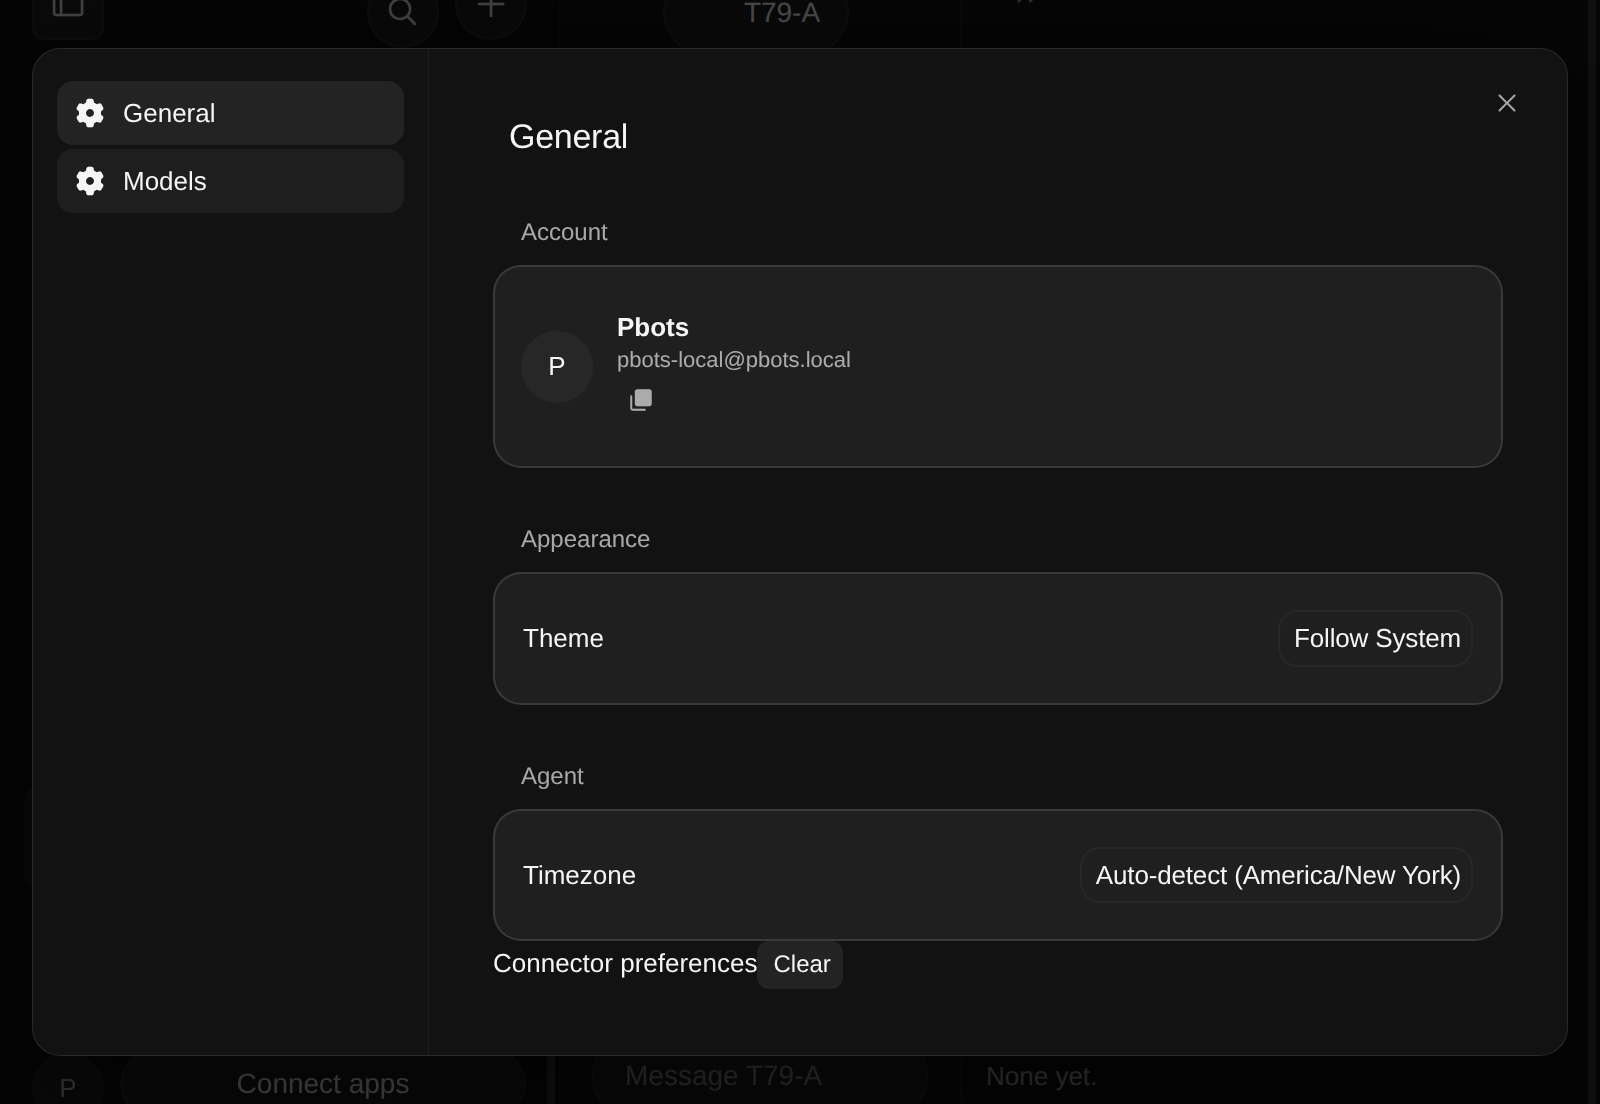 T79-A
General
Models
General
Account
P
Pbots
pbots-local@pbots.local
Appearance
Theme
Follow System
Agent
Timezone
Auto-detect (America/New York)
Connector preferences
Clear
P
Connect apps
Message T79-A
None yet.